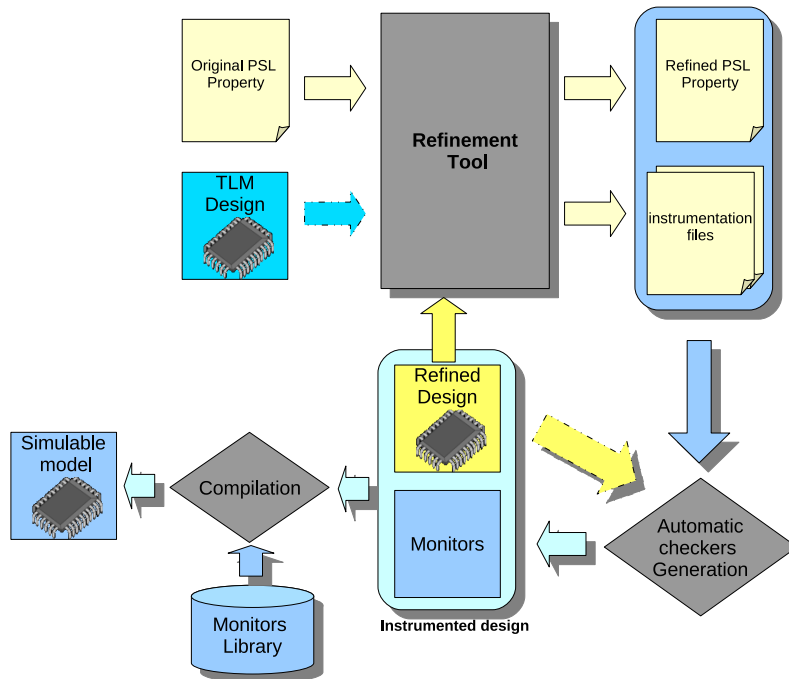 Original PSL
Property
Refinement
Tool
Refined PSL
Property
TLM
Design
instrumentation
files
Refined
Design
Simulable
model
Compilation
Monitors
Automatic
checkers
Generation
Monitors
Library
Instrumented design